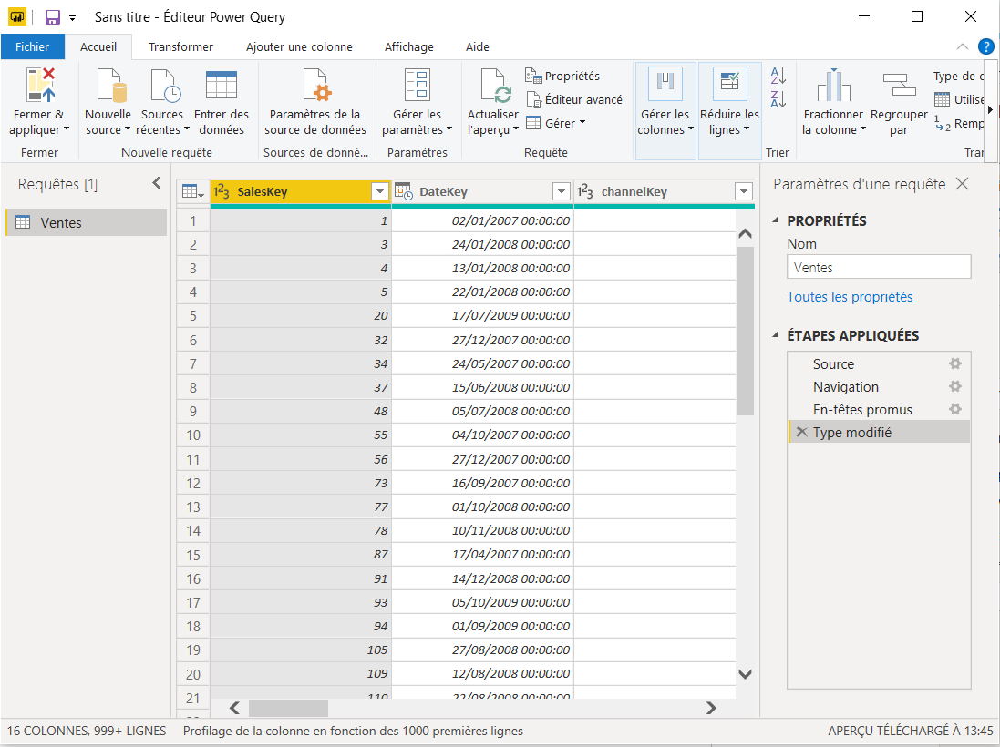 Sans titre - Éditeur Power Query
Fichier Accueil Transformer Ajouter une colonne Affichage Aide
Fermer & appliquer
Fermer
Nouvelle source
Sources récentes
Entrer des données
Nouvelle requête
Paramètres de la source de données
Sources de donné...
Gérer les paramètres
Paramètres
Actualiser l'aperçu
Propriétés
Éditeur avancé
Gérer
Requête
Gérer les colonnes
Réduire les lignes
Trier
Fractionner la colonne
Regrouper par
Type de
Utilise
Remp
Requêtes [1]
Ventes
SalesKey DateKey channelKey
1 1 02/01/2007 00:00:00
2 3 24/01/2008 00:00:00
3 4 13/01/2008 00:00:00
4 5 22/01/2008 00:00:00
5 20 17/07/2009 00:00:00
6 32 27/12/2007 00:00:00
7 34 24/05/2007 00:00:00
8 37 15/06/2008 00:00:00
9 48 05/07/2008 00:00:00
10 55 04/10/2007 00:00:00
11 56 27/12/2007 00:00:00
12 73 16/09/2007 00:00:00
13 77 01/10/2008 00:00:00
14 78 10/11/2008 00:00:00
15 87 17/04/2007 00:00:00
16 91 14/12/2008 00:00:00
17 93 05/10/2009 00:00:00
18 94 01/09/2009 00:00:00
19 105 27/08/2008 00:00:00
20 109 12/08/2008 00:00:00
21 110 22/08/2008 00:00:00
Paramètres d'une requête
PROPRIÉTÉS
Nom
Ventes
Toutes les propriétés
ÉTAPES APPLIQUÉES
Source
Navigation
En-têtes promus
Type modifié
16 COLONNES, 999+ LIGNES
Profilage de la colonne en fonction des 1000 premières lignes
APERÇU TÉLÉCHARGÉ À 13:45